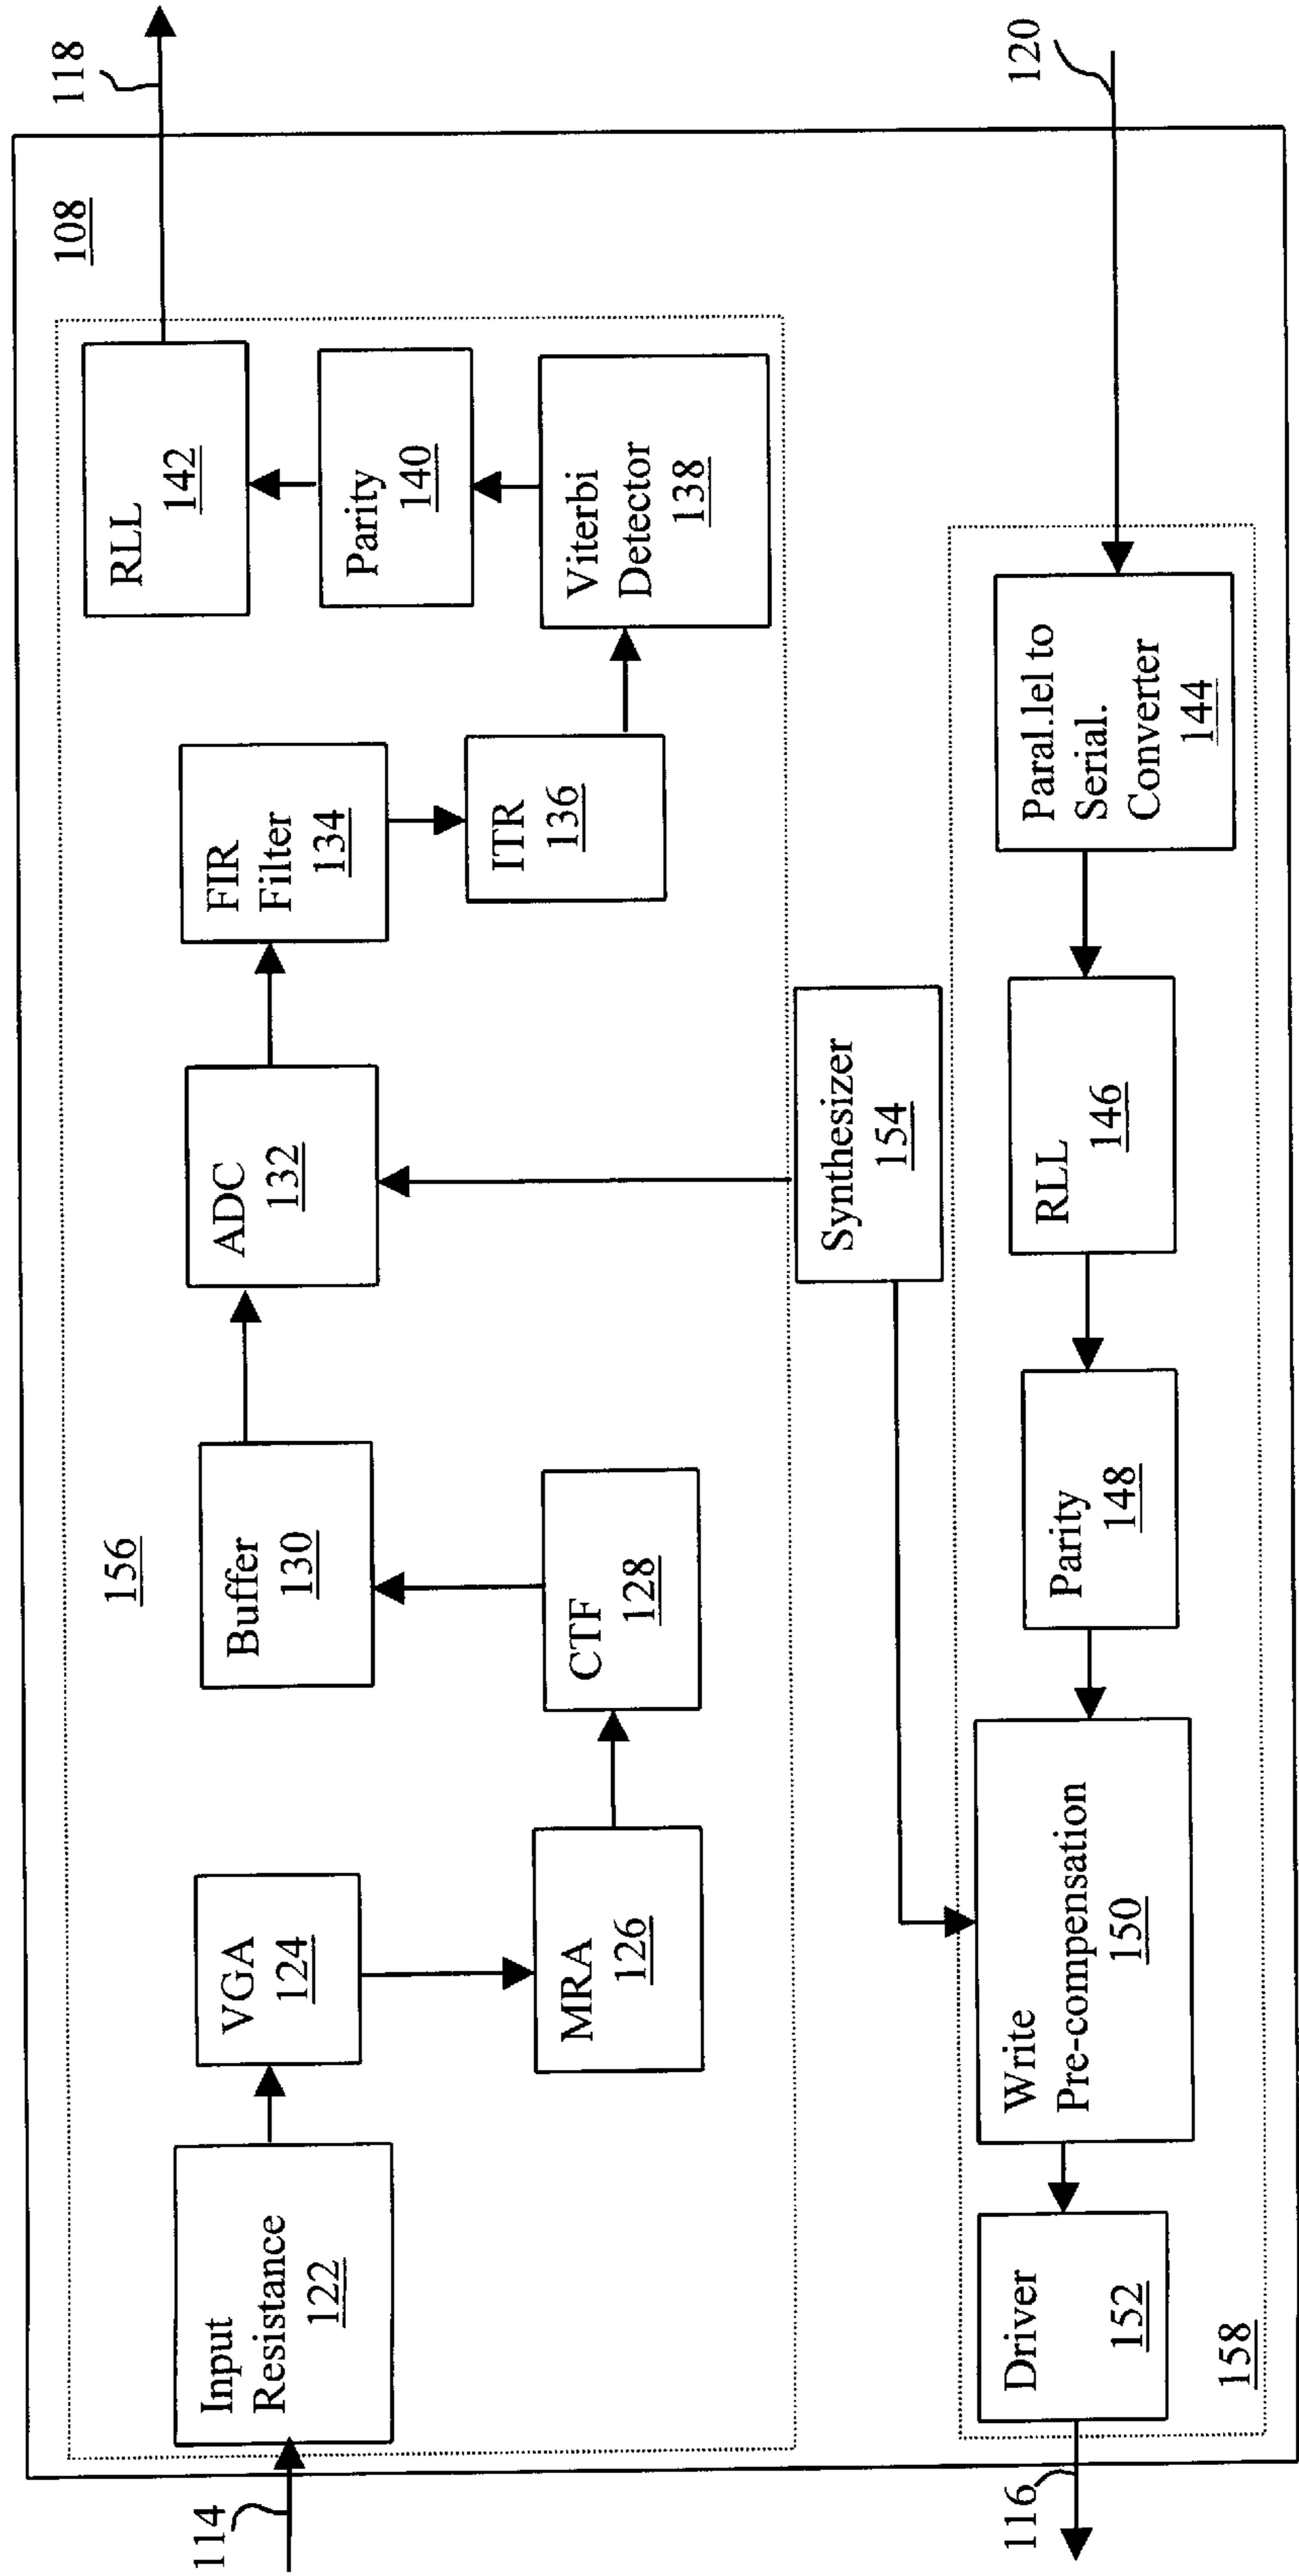 118
108
120
RLL
142
Parity
140
Viterbi
Detector
138
FIR
Filter
134
ITR
136
ADC
132
156
Buffer
130
CTF
128
VGA
124
MRA
126
Input
Resistance
122
114
Synthesizer
154
Paral.lel to
Serial.
Converter
144
RLL
146
Parity
148
Write
Pre-compensation
150
Driver
152
158
116